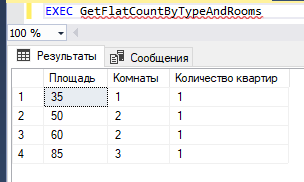 EXEC GetFlatCountByTypeAndRooms
100 %
Результаты Сообщения
Площадь Комнаты Количество квартир
1 35 1 1
2 50 2 1
3 60 2 1
4 85 3 1